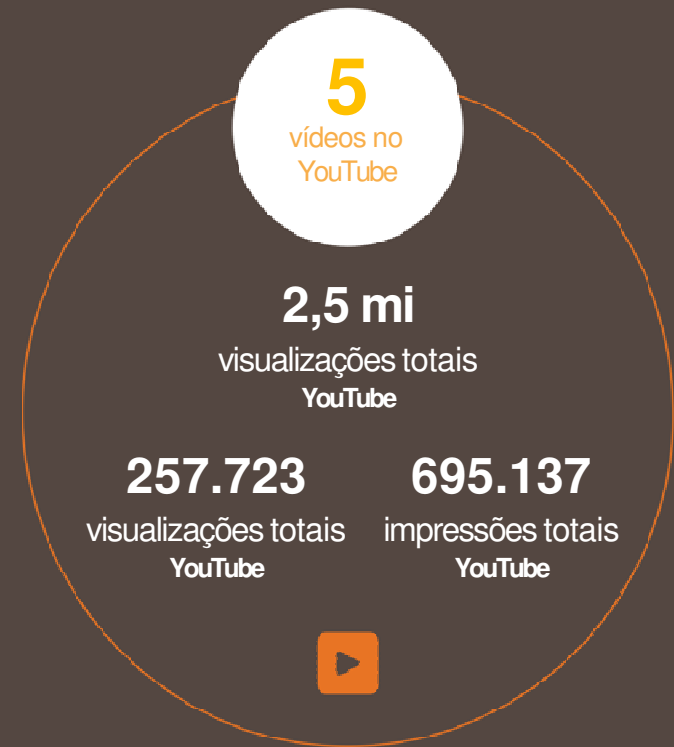 5
vídeos no
YouTube
2,5 mi
visualizações totais
YouTube
257.723
visualizações totais
YouTube
695.137
impressões totais
YouTube